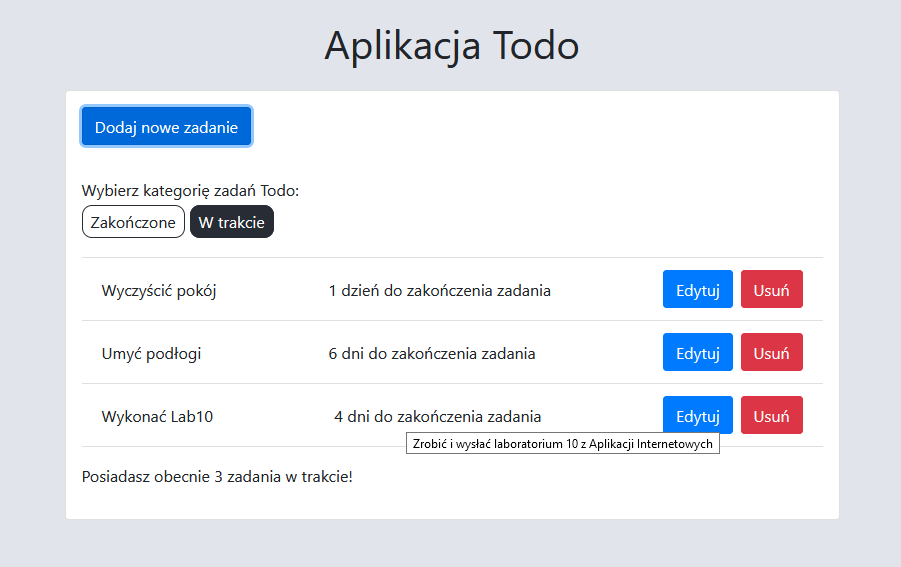 Aplikacja Todo
Dodaj nowe zadanie
Wybierz kategorię zadań Todo:
Zakończone W trakcie
Wyczyścić pokój 1 dzień do zakończenia zadania Edytuj Usuń
Umyć podłogi 6 dni do zakończenia zadania Edytuj Usuń
Wykonać Lab10 4 dni do zakończenia zadania Edytuj Usuń
Zrobić i wysłać laboratorium 10 z Aplikacji Internetowych
Posiadasz obecnie 3 zadania w trakcie!